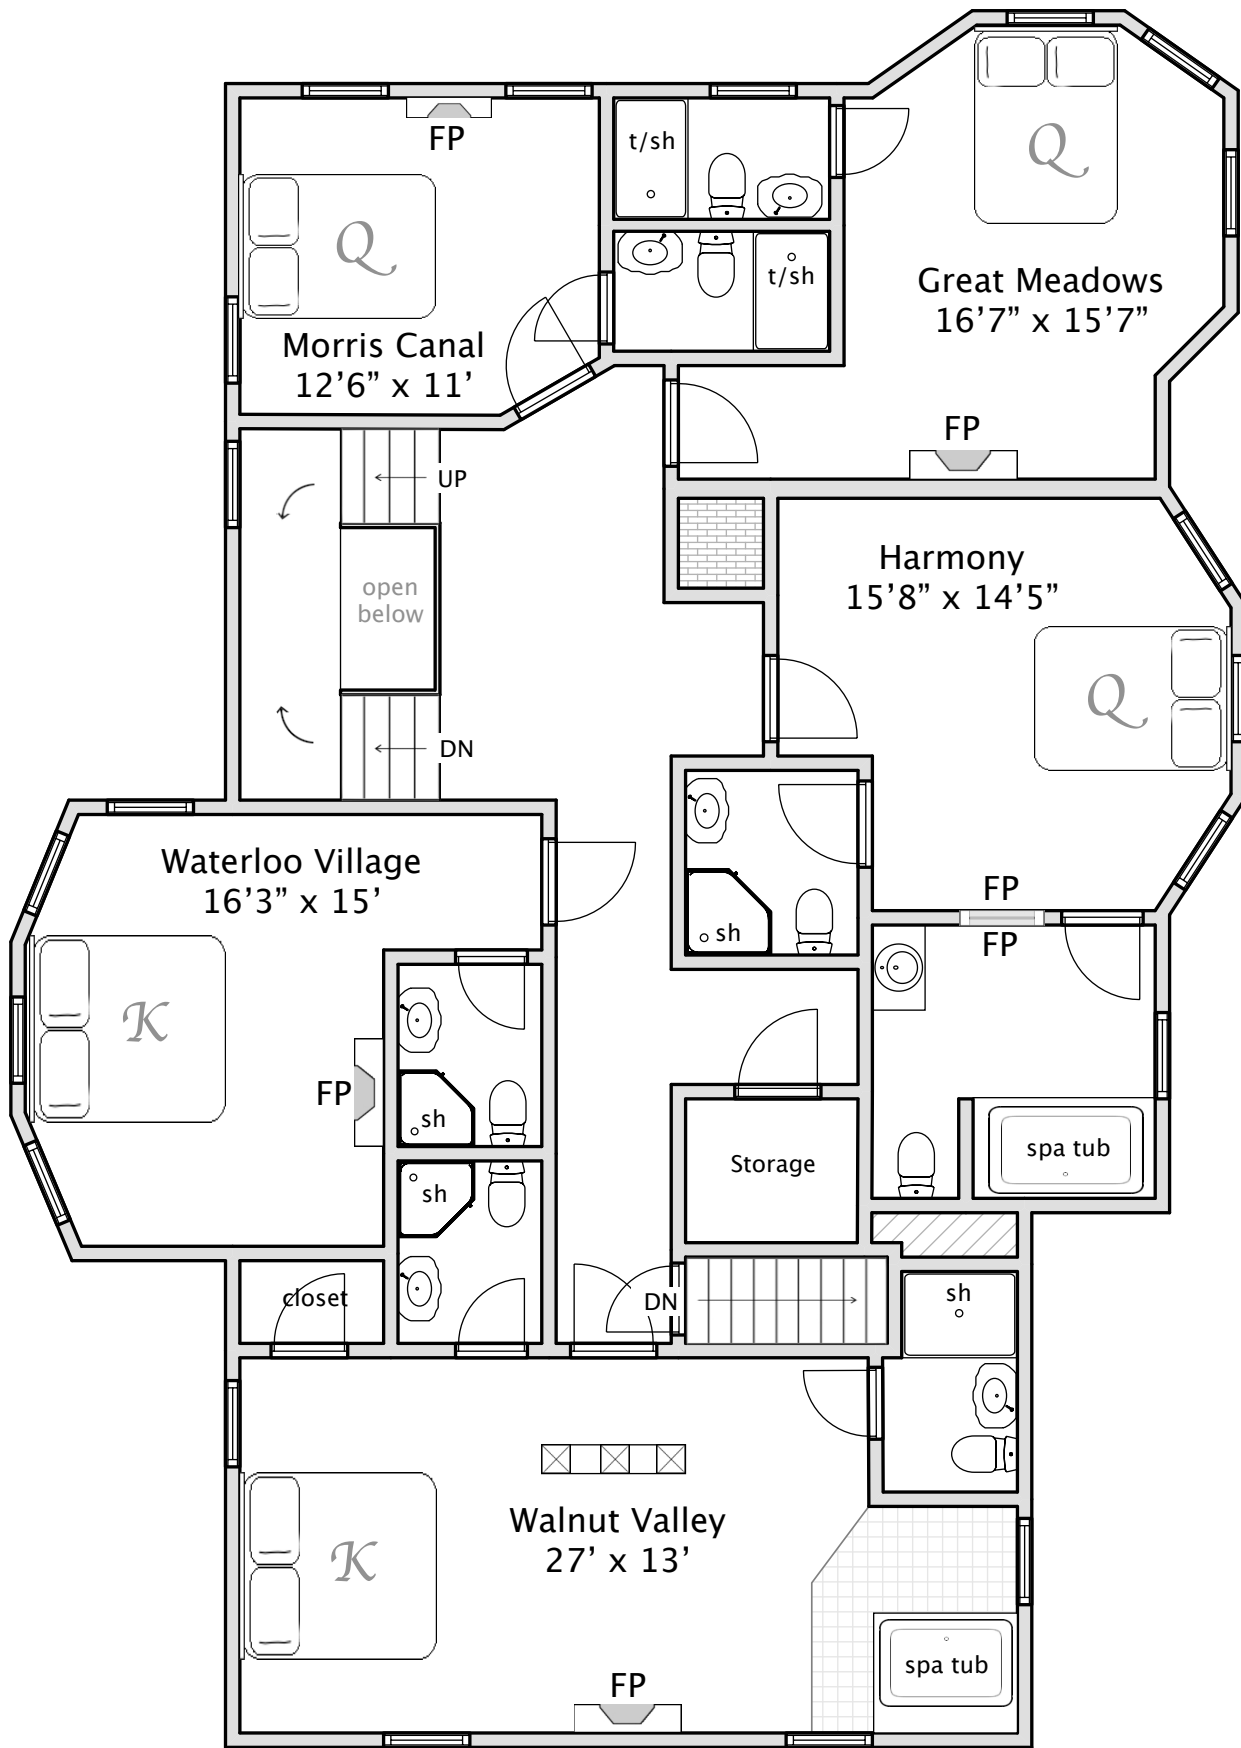 FP
t/sh
Q
Q
t/sh
Great Meadows
16’7” x 15’7”
Morris Canal
12’6” x 11’
FP
UP
Harmony
15’8” x 14’5”
open
below
Q
DN
Waterloo Village
16’3” x 15’
FP
sh
FP
K
FP
sh
spa tub
Storage
sh
closet
DN
sh
Walnut Valley
27’ x 13’
K
spa tub
FP